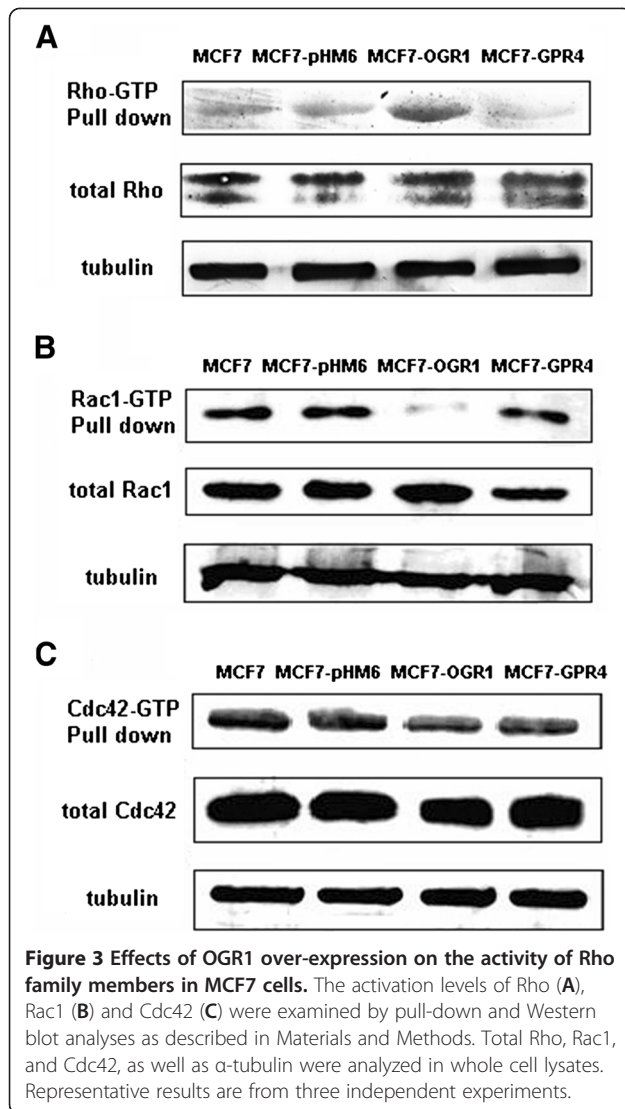 A
MCF7 MCF7-pHM6 MCF7-OGR1 MCF7-GPR4
Rho-GTP
Pull down
total Rho
tubulin
B
MCF7 MCF7-pHM6 MCF7-OGR1 MCF7-GPR4
Rac1-GTP
Pull down
total Rac1
tubulin
C
MCF7 MCF7-pHM6 MCF7-OGR1 MCF7-GPR4
Cdc42-GTP
Pull down
total Cdc42
tubulin
Figure 3 Effects of OGR1 over-expression on the activity of Rho
family members in MCF7 cells. The activation levels of Rho (A),
Rac1 (B) and Cdc42 (C) were examined by pull-down and Western
blot analyses as described in Materials and Methods. Total Rho, Rac1,
and Cdc42, as well as α-tubulin were analyzed in whole cell lysates.
Representative results are from three independent experiments.